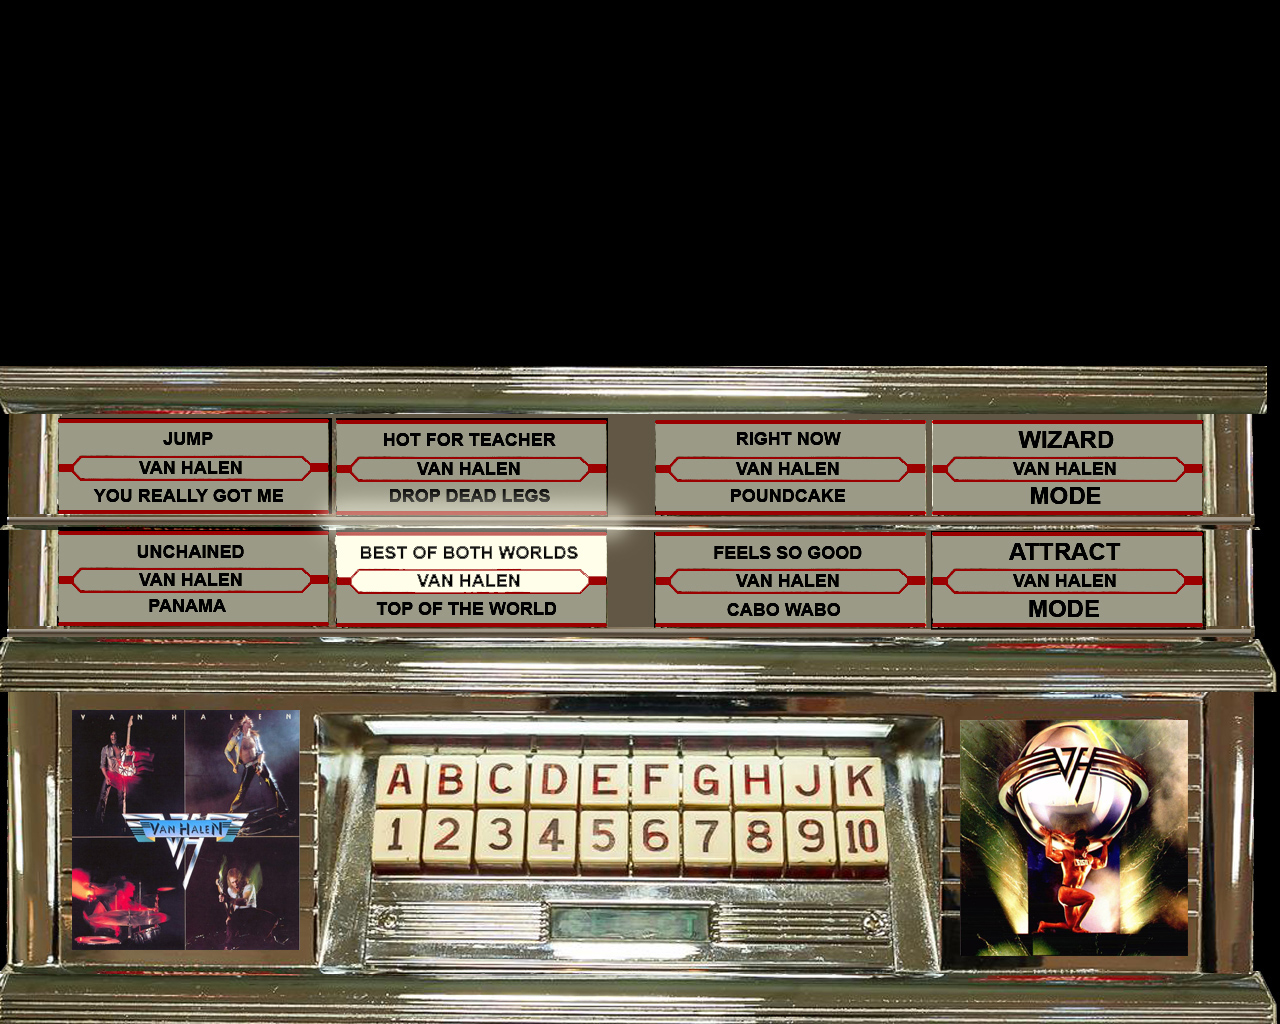 JUMP
VAN HALEN
YOU REALLY GOT ME
HOT FOR TEACHER
VAN HALEN
DROP DEAD LEGS
RIGHT NOW
VAN HALEN
POUNDCAKE
WIZARD
VAN HALEN
MODE
UNCHAINED
VAN HALEN
PANAMA
BEST OF BOTH WORLDS
VAN HALEN
TOP OF THE WORLD
FEELS SO GOOD
VAN HALEN
CABO WABO
ATTRACT
VAN HALEN
MODE
VAN HALEN
VAN HALEN
A B C D E F G H J K
1 2 3 4 5 6 7 8 9 10
VH